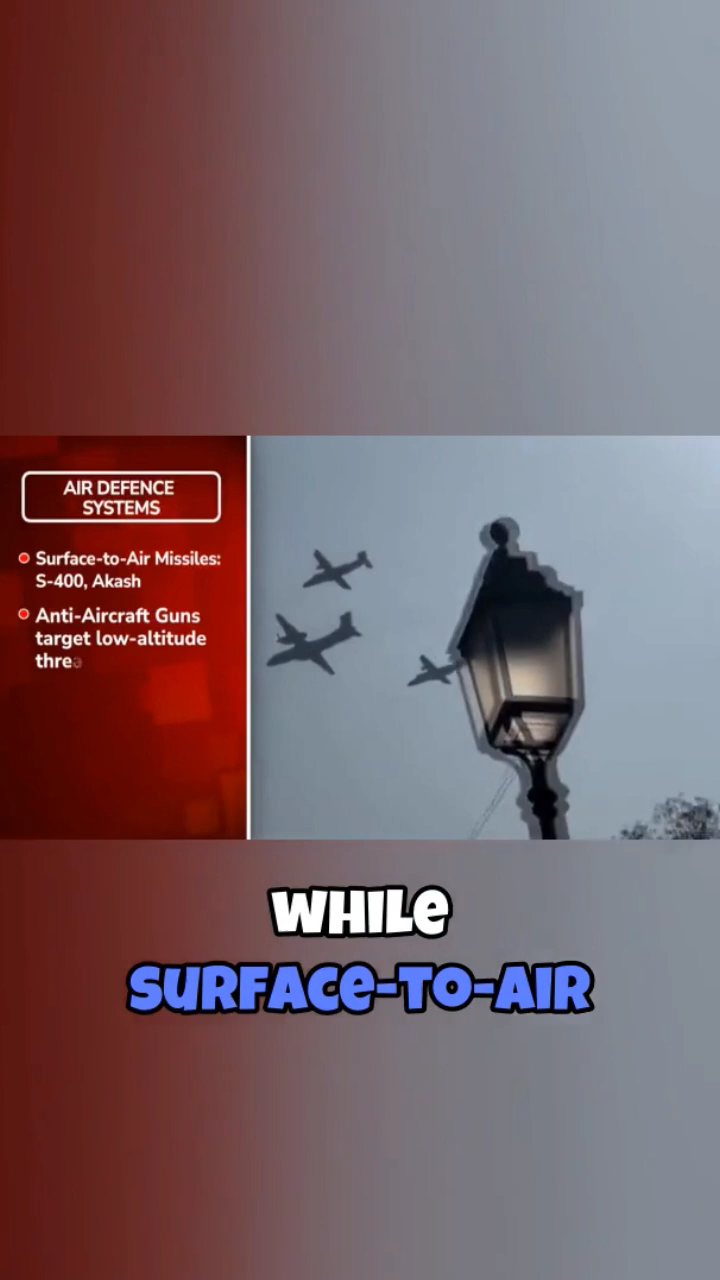 AIR DEFENCE
SYSTEMS
Surface-to-Air Missiles:
S-400, Akash
Anti-Aircraft Guns
target low-altitude
threa
WHILE
SURFACE-TO-AIR